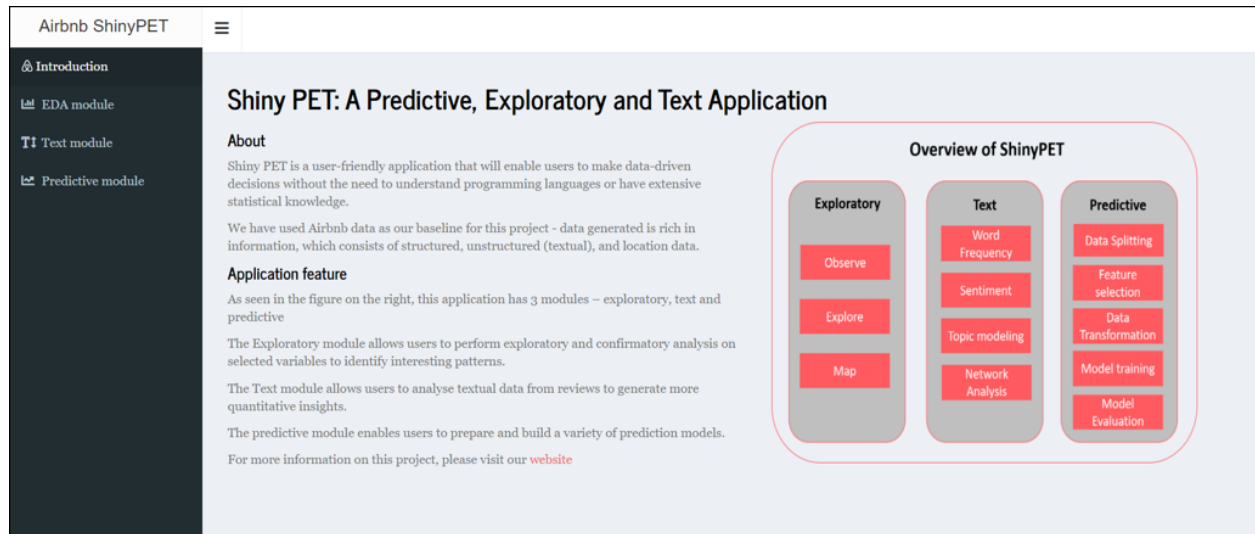 Airbnb ShinyPET
Introduction
EDA module
Text module
Predictive module
Shiny PET: A Predictive, Exploratory and Text Application
About
Shiny PET is a user-friendly application that will enable users to make data-driven
decisions without the need to understand programming languages or have extensive
statistical knowledge.
We have used Airbnb data as our baseline for this project - data generated is rich in
information, which consists of structured, unstructured (textual), and location data.
Application feature
As seen in the figure on the right, this application has 3 modules – exploratory, text and
predictive
The Exploratory module allows users to perform exploratory and confirmatory analysis on
selected variables to identify interesting patterns.
The Text module allows users to analyse textual data from reviews to generate more
quantitative insights.
The predictive module enables users to prepare and build a variety of prediction models.
For more information on this project, please visit our website
Overview of ShinyPET
Exploratory
Observe
Explore
Map
Text
Word
Frequency
Sentiment
Topic modeling
Network
Analysis
Predictive
Data Splitting
Feature
selection
Data
Transformation
Model training
Model
Evaluation